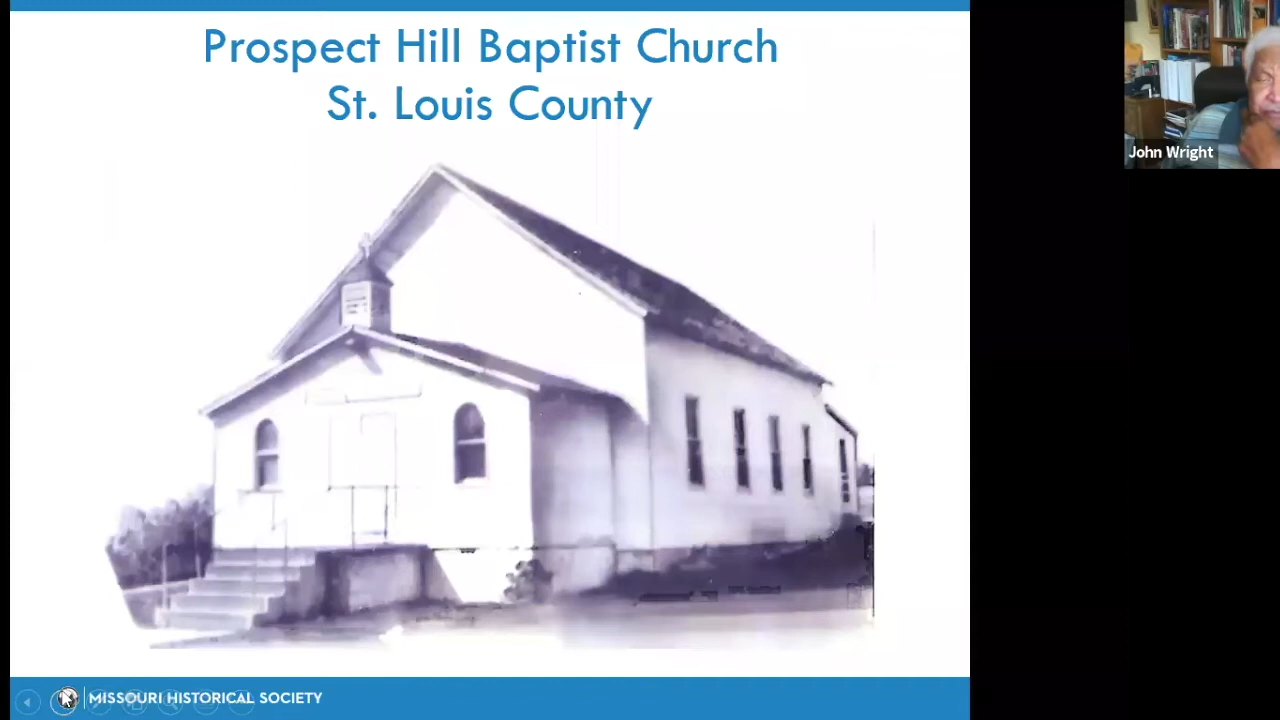 Prospect Hill Baptist Church
St. Louis County
John Wright
MISSOURI HISTORICAL SOCIETY